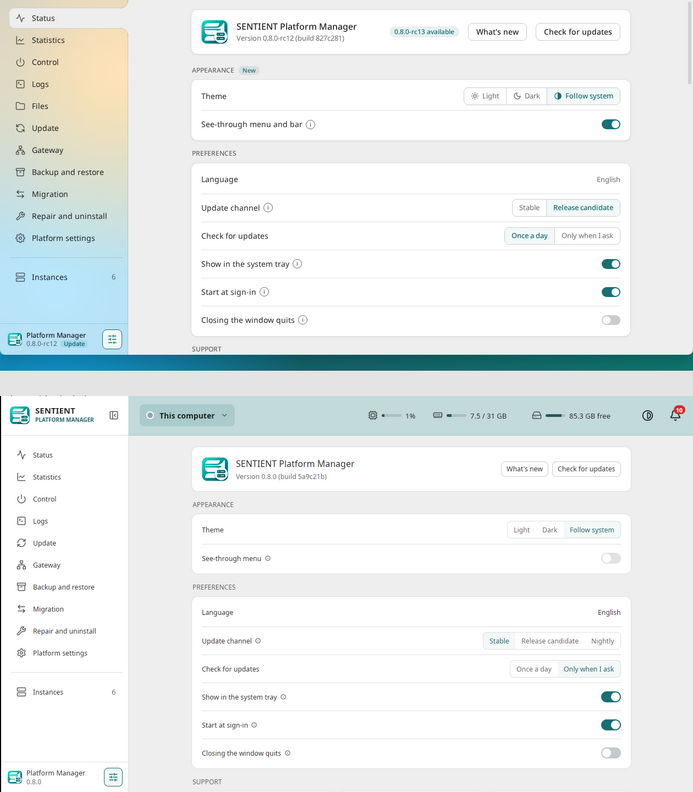 Status
Statistics
Control
Logs
Files
Update
Gateway
Backup and restore
Migration
Repair and uninstall
Platform settings
Instances 6
Platform Manager
0.8.0-rc12 Update
SENTIENT Platform Manager
Version 0.8.0-rc12 (build 827c281)
0.8.0-rc13 available
What's new
Check for updates
APPEARANCE New
Theme Light Dark Follow system
See-through menu and bar
PREFERENCES
Language English
Update channel Stable Release candidate
Check for updates Once a day Only when I ask
Show in the system tray
Start at sign-in
Closing the window quits
SUPPORT
SENTIENT
PLATFORM MANAGER
This computer
1%
7.5 / 31 GB
85.3 GB free
10
Status
Statistics
Control
Logs
Update
Gateway
Backup and restore
Migration
Repair and uninstall
Platform settings
Instances 6
Platform Manager
0.8.0
SENTIENT Platform Manager
Version 0.8.0 (build 5a9c21b)
What's new
Check for updates
APPEARANCE
Theme Light Dark Follow system
See-through menu
PREFERENCES
Language English
Update channel Stable Release candidate Nightly
Check for updates Once a day Only when I ask
Show in the system tray
Start at sign-in
Closing the window quits
SUPPORT